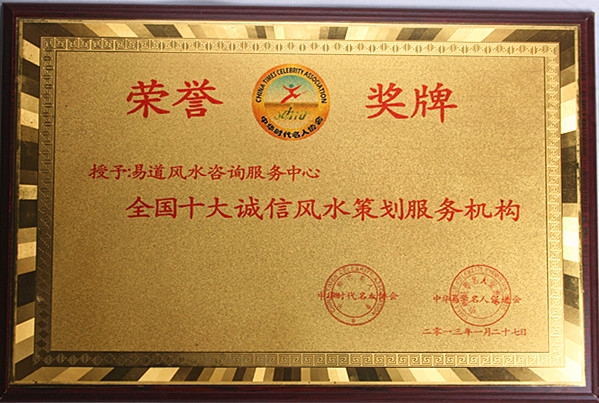 荣誉 奖牌
CHINA TIMES CELEBRITY ASSOCIATION
中华时代名人协会
授予:易道风水咨询服务中心
全国十大诚信风水策划服务机构
中华时代名人协会
二零一三年一月二十七日